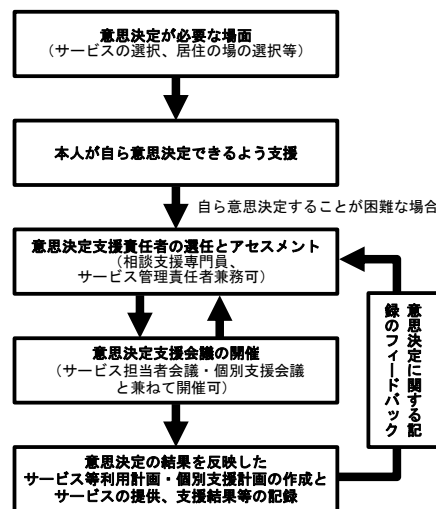 意思決定が必要な場面
（サービスの選択、居住の場の選択等）
本人が自ら意思決定できるよう支援
自ら意思決定することが困難な場合
意思決定支援責任者の選任とアセスメント
（相談支援専門員、
サービス管理責任者兼務可）
意思決定支援会議の開催
（サービス担当者会議・個別支援会議
と兼ねて開催可）
意思決定の結果を反映した
サービス等利用計画・個別支援計画の作成と
サービスの提供、支援結果等の記録
意思決定に関する記
録のフィードバック